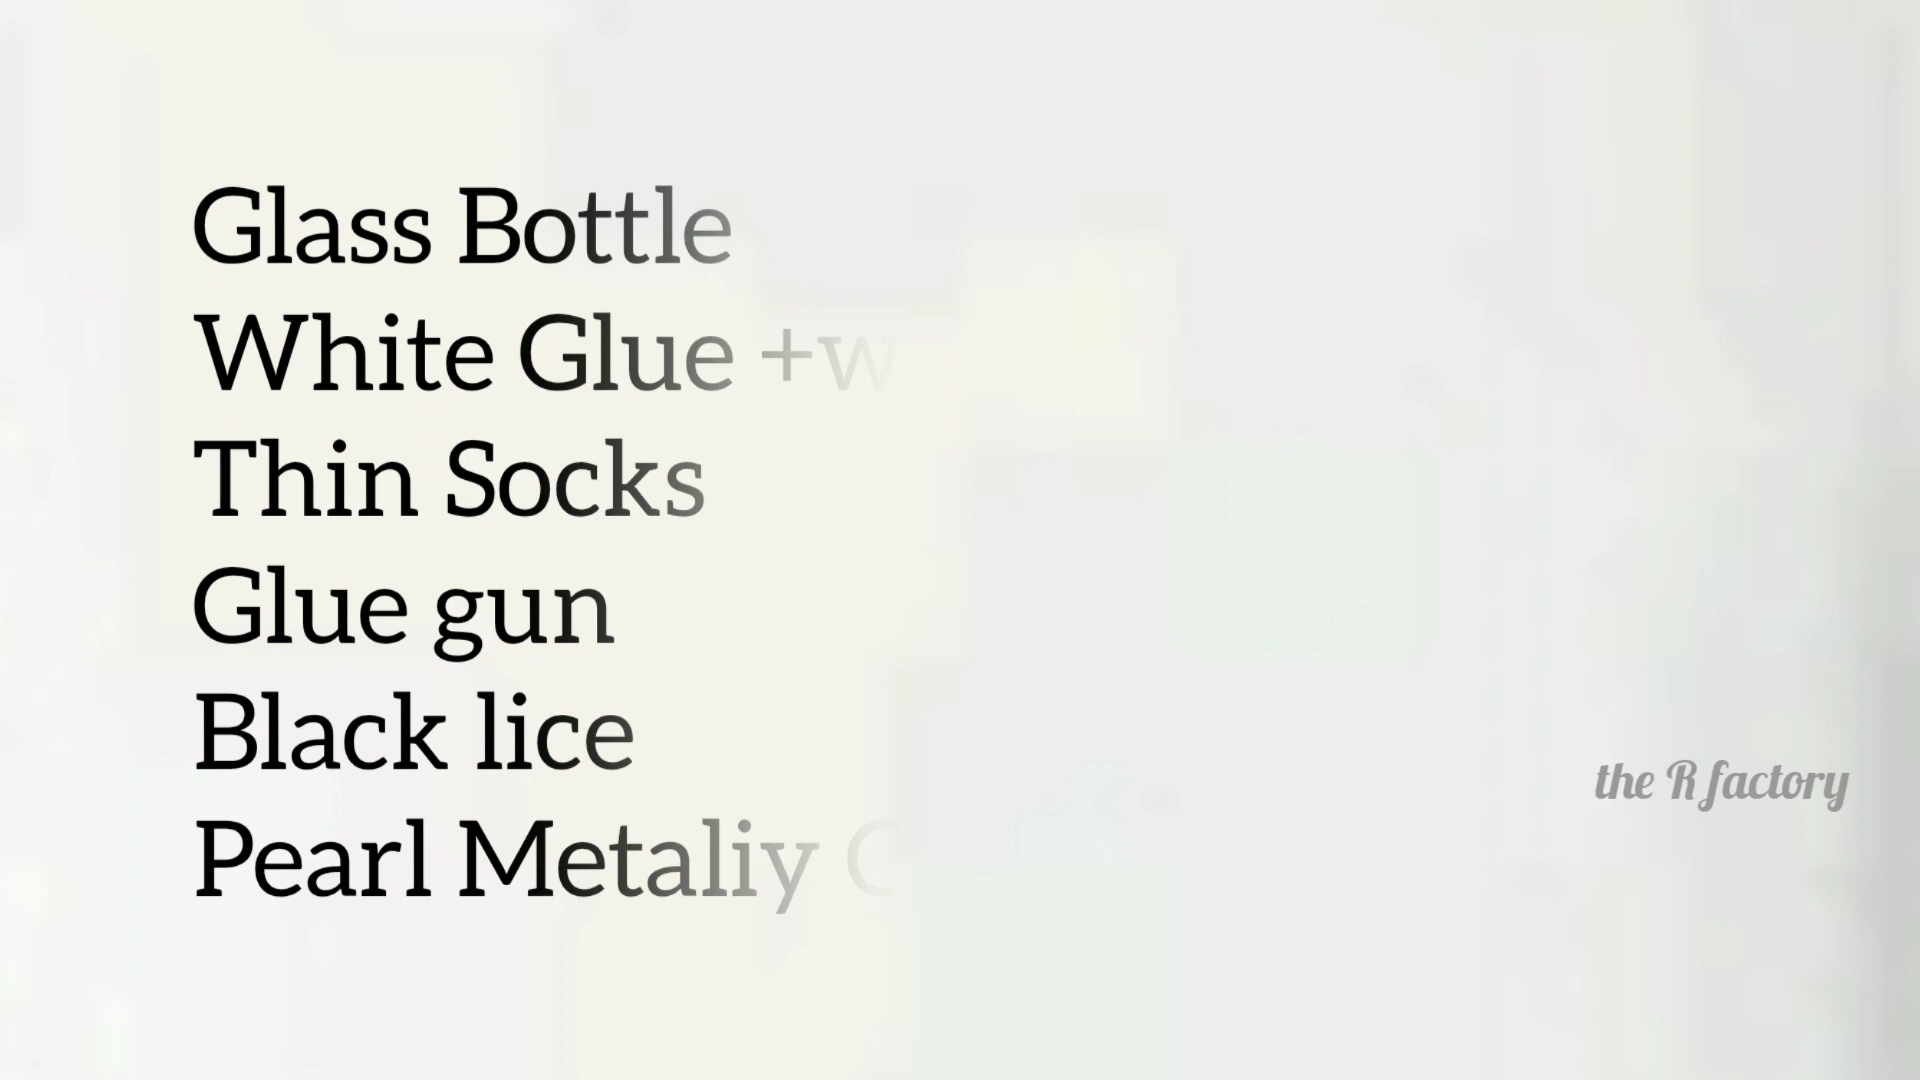 Glass Bottle
White Glue +w
Thin Socks
Glue gun
Black lice
Pearl Metaliy
the R factory